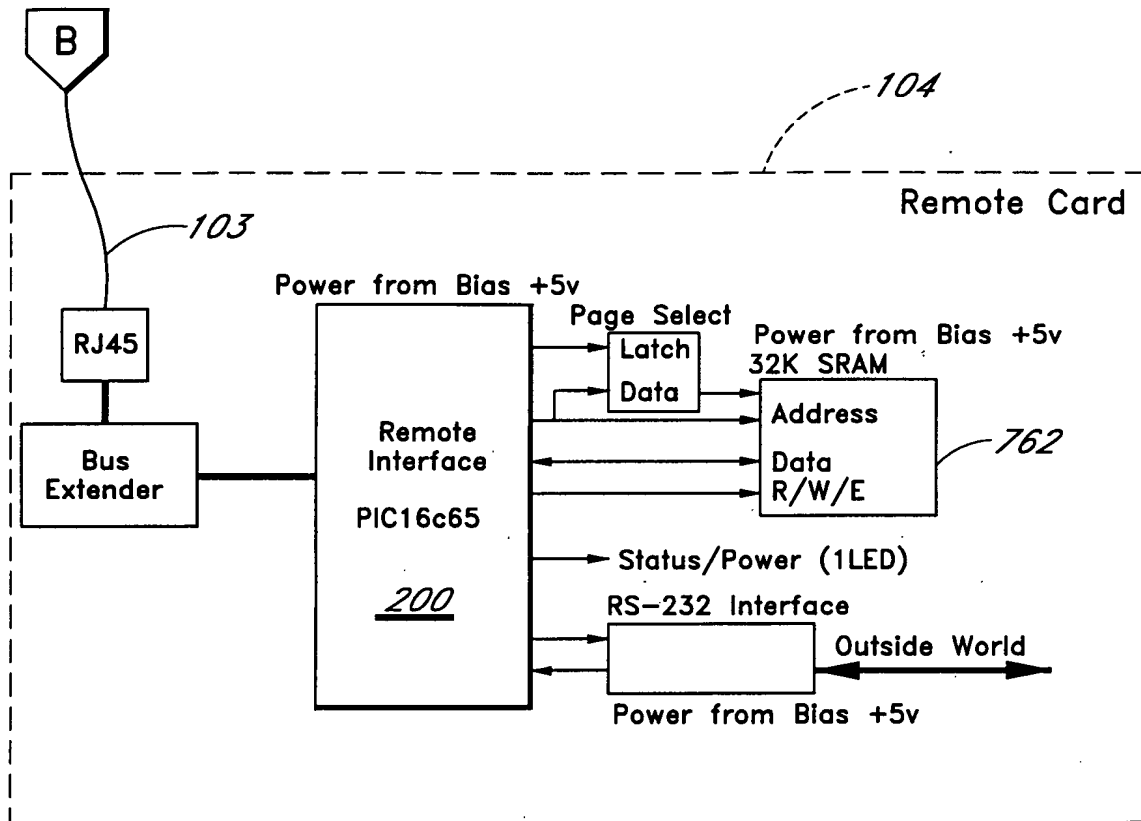 B
104
Remote Card
103
Power from Bias +5v
Page Select
RJ45
Latch
Data
Power from Bias +5v
32K SRAM
Address
Data
R/W/E
762
Bus
Extender
Remote
Interface
PIC16c65
200
Status/Power (1LED)
RS-232 Interface
Outside World
Power from Bias +5v